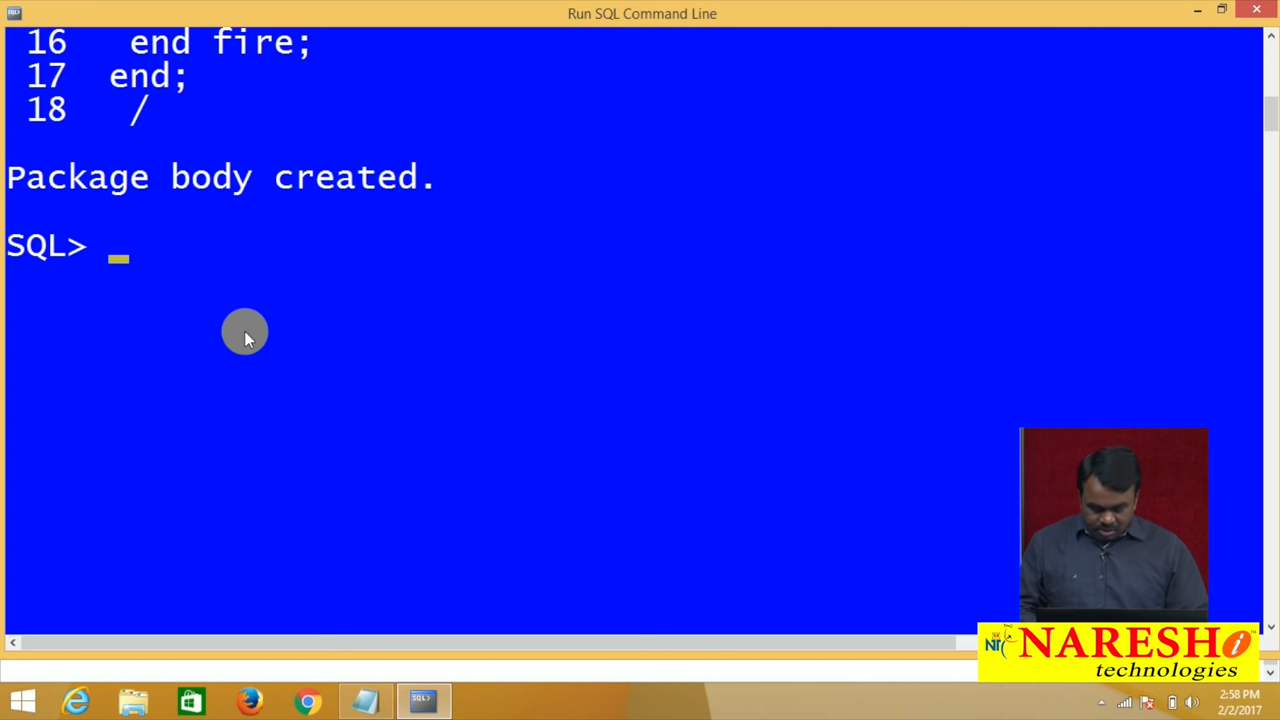 Run SQL Command Line
16 end fire;
17 end;
18 /
Package body created.
SQL>
NARESH i
technologies
SQL>
2:58 PM
2/2/2017